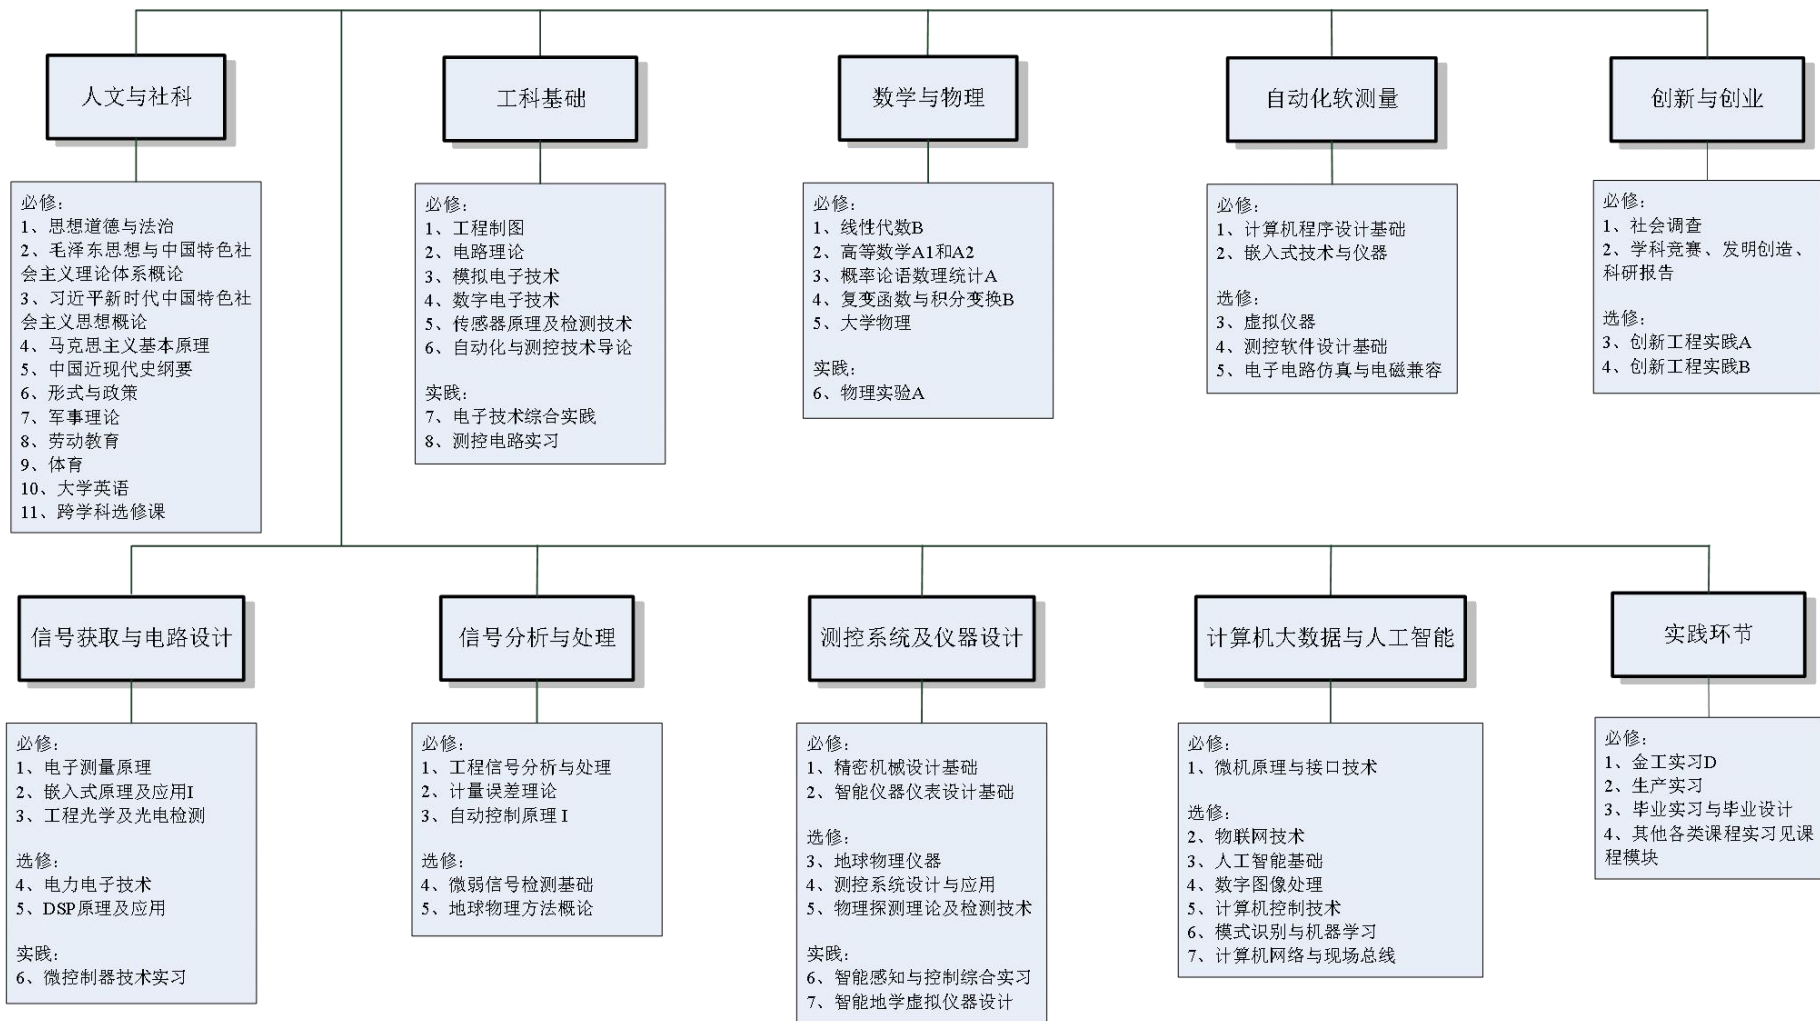 人文与社科
必修：
1、思想道德与法治
2、毛泽东思想与中国特色社
会主义理论体系概论
3、习近平新时代中国特色社
会主义思想概论
4、马克思主义基本原理
5、中国近现代史纲要
6、形式与政策
7、军事理论
8、劳动教育
9、体育
10、大学英语
11、跨学科选修课
工科基础
必修：
1、工程制图
2、电路理论
3、模拟电子技术
4、数字电子技术
5、传感器原理及检测技术
6、自动化与测控技术导论
实践：
7、电子技术综合实践
8、测控电路实习
数学与物理
必修：
1、线性代数B
2、高等数学A1和A2
3、概率论语数理统计A
4、复变函数与积分变换B
5、大学物理
实践：
6、物理实验A
自动化软测量
必修：
1、计算机程序设计基础
2、嵌入式技术与仪器
选修：
3、虚拟仪器
4、测控软件设计基础
5、电子电路仿真与电磁兼容
创新与创业
必修：
1、社会调查
2、学科竞赛、发明创造、
科研报告
选修：
3、创新工程实践A
4、创新工程实践B
信号获取与电路设计
必修：
1、电子测量原理
2、嵌入式原理及应用I
3、工程光学及光电检测
选修：
4、电力电子技术
5、DSP原理及应用
实践：
6、微控制器技术实习
信号分析与处理
必修：
1、工程信号分析与处理
2、计量误差理论
3、自动控制原理 I
选修：
4、微弱信号检测基础
5、地球物理方法概论
测控系统及仪器设计
必修：
1、精密机械设计基础
2、智能仪器仪表设计基础
选修：
3、地球物理仪器
4、测控系统设计与应用
5、物理探测理论及检测技术
实践：
6、智能感知与控制综合实习
7、智能地学虚拟仪器设计
计算机大数据与人工智能
必修：
1、微机原理与接口技术
选修：
2、物联网技术
3、人工智能基础
4、数字图像处理
5、计算机控制技术
6、模式识别与机器学习
7、计算机网络与现场总线
实践环节
必修：
1、金工实习D
2、生产实习
3、毕业实习与毕业设计
4、其他各类课程实习见课
程模块